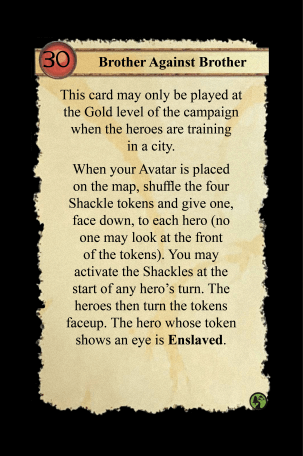 30
Brother Against Brother
This card may only be played at
the Gold level of the campaign
when the heroes are training
in a city.
When your Avatar is placed
on the map, shuffle the four
Shackle tokens and give one,
face down, to each hero (no
one may look at the front
of the tokens). You may
activate the Shackles at the
start of any hero's turn. The
heroes then turn the tokens
faceup. The hero whose token
shows an eye is Enslaved.